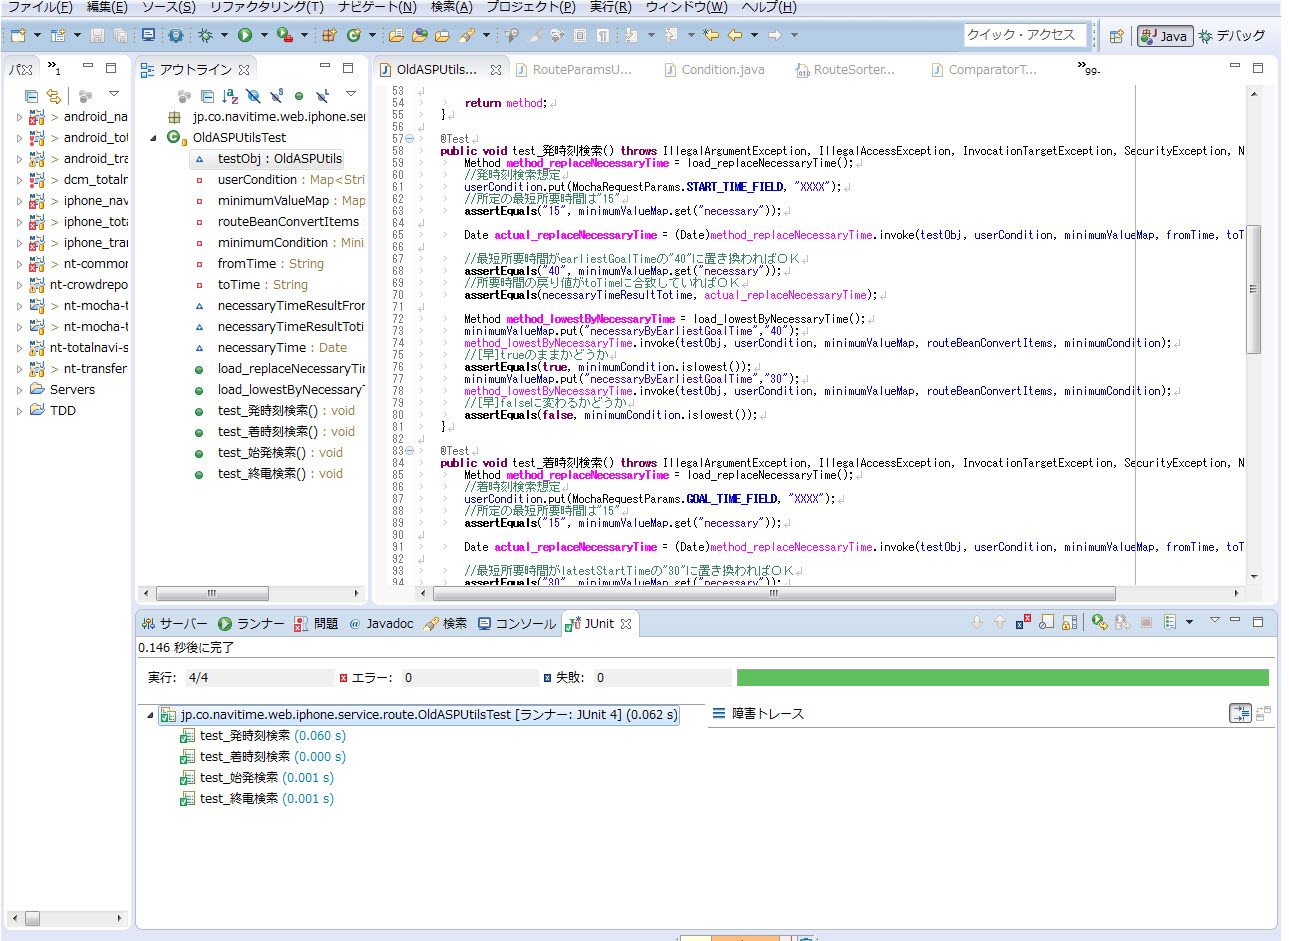 ファイル(F) 編集(E) ソース(S) リファクタリング(T) ナビゲート(N) 検索(A) プロジェクト(P) 実行(R) ウィンドウ(W) ヘルプ(H)
クイック・アクセス
Java
デバッグ
パ
»1
> android_na
> android_tot
> android_tra
> dcm_totaln
> iphone_nav
> iphone_tota
> iphone_tran
> nt-common
nt-crowdrepo
> nt-mocha-t
> nt-mocha-t
nt-totalnavi-s
> nt-transfer
Servers
TDD
アウトライン
jp.co.navitime.web.iphone.ser
OldASPUtilsTest
testObj : OldASPUtils
userCondition : Map<Stri
minimumValueMap : Map
routeBeanConvertItems
minimumCondition : Mini
fromTime : String
toTime : String
necessaryTimeResultFron
necessaryTimeResultToti
necessaryTime : Date
load_replaceNecessaryTin
load_lowestByNecessaryT
test_発時刻検索() : void
test_着時刻検索() : void
test_始発検索() : void
test_終電検索() : void
OldASPUtils...
RouteParamsU...
Condition.java
RouteSorter...
ComparatorT...
»99+
53
54 return method;
55 }
56
57 @Test
58 public void test_発時刻検索() throws IllegalArgumentException, IllegalAccessException, InvocationTargetException, SecurityException, N
59 Method method_replaceNecessaryTime = load_replaceNecessaryTime();
60 //発時刻検索想定
61 userCondition.put(MochaRequestParams.START_TIME_FIELD, "XXXX");
62 //所定の最短所要時間は"15"
63 assertEquals("15", minimumValueMap.get("necessary"));
64
65 Date actual_replaceNecessaryTime = (Date)method_replaceNecessaryTime.invoke(testObj, userCondition, minimumValueMap, fromTime, toT
66
67 //最短所要時間がearliestGoalTimeの"40"に置き換わればＯＫ
68 assertEquals("40", minimumValueMap.get("necessary"));
69 //所要時間の戻り値がtoTimeに合致していればＯＫ
70 assertEquals(necessaryTimeResultTotime, actual_replaceNecessaryTime);
71
72 Method method_lowestByNecessaryTime = load_lowestByNecessaryTime();
73 minimumValueMap.put("necessaryByEarliestGoalTime","40");
74 method_lowestByNecessaryTime.invoke(testObj, userCondition, minimumValueMap, routeBeanConvertItems, minimumCondition);
75 //[早]trueのままかどうか
76 assertEquals(true, minimumCondition.islowest());
77 minimumValueMap.put("necessaryByEarliestGoalTime","30");
78 method_lowestByNecessaryTime.invoke(testObj, userCondition, minimumValueMap, routeBeanConvertItems, minimumCondition);
79 //[早]falseに変わるかどうか
80 assertEquals(false, minimumCondition.islowest());
81 }
82
83 @Test
84 public void test_着時刻検索() throws IllegalArgumentException, IllegalAccessException, InvocationTargetException, SecurityException, N
85 Method method_replaceNecessaryTime = load_replaceNecessaryTime();
86 //着時刻検索想定
87 userCondition.put(MochaRequestParams.GOAL_TIME_FIELD, "XXXX");
88 //所定の最短所要時間は"15"
89 assertEquals("15", minimumValueMap.get("necessary"));
90
91 Date actual_replaceNecessaryTime = (Date)method_replaceNecessaryTime.invoke(testObj, userCondition, minimumValueMap, fromTime, toT
92
93 //最短所要時間がlatestStartTimeの"30"に置き換わればＯＫ
94 assertEquals("30", minimumValueMap.get("necessary"));
サーバー ランナー 問題 @ Javadoc 検索 コンソール JUnit
0.146 秒後に完了
実行: 4/4 エラー: 0 失敗: 0
jp.co.navitime.web.iphone.service.route.OldASPUtilsTest [ランナー: JUnit 4] (0.062 s)
test_発時刻検索 (0.060 s)
test_着時刻検索 (0.000 s)
test_始発検索 (0.001 s)
test_終電検索 (0.001 s)
障害トレース